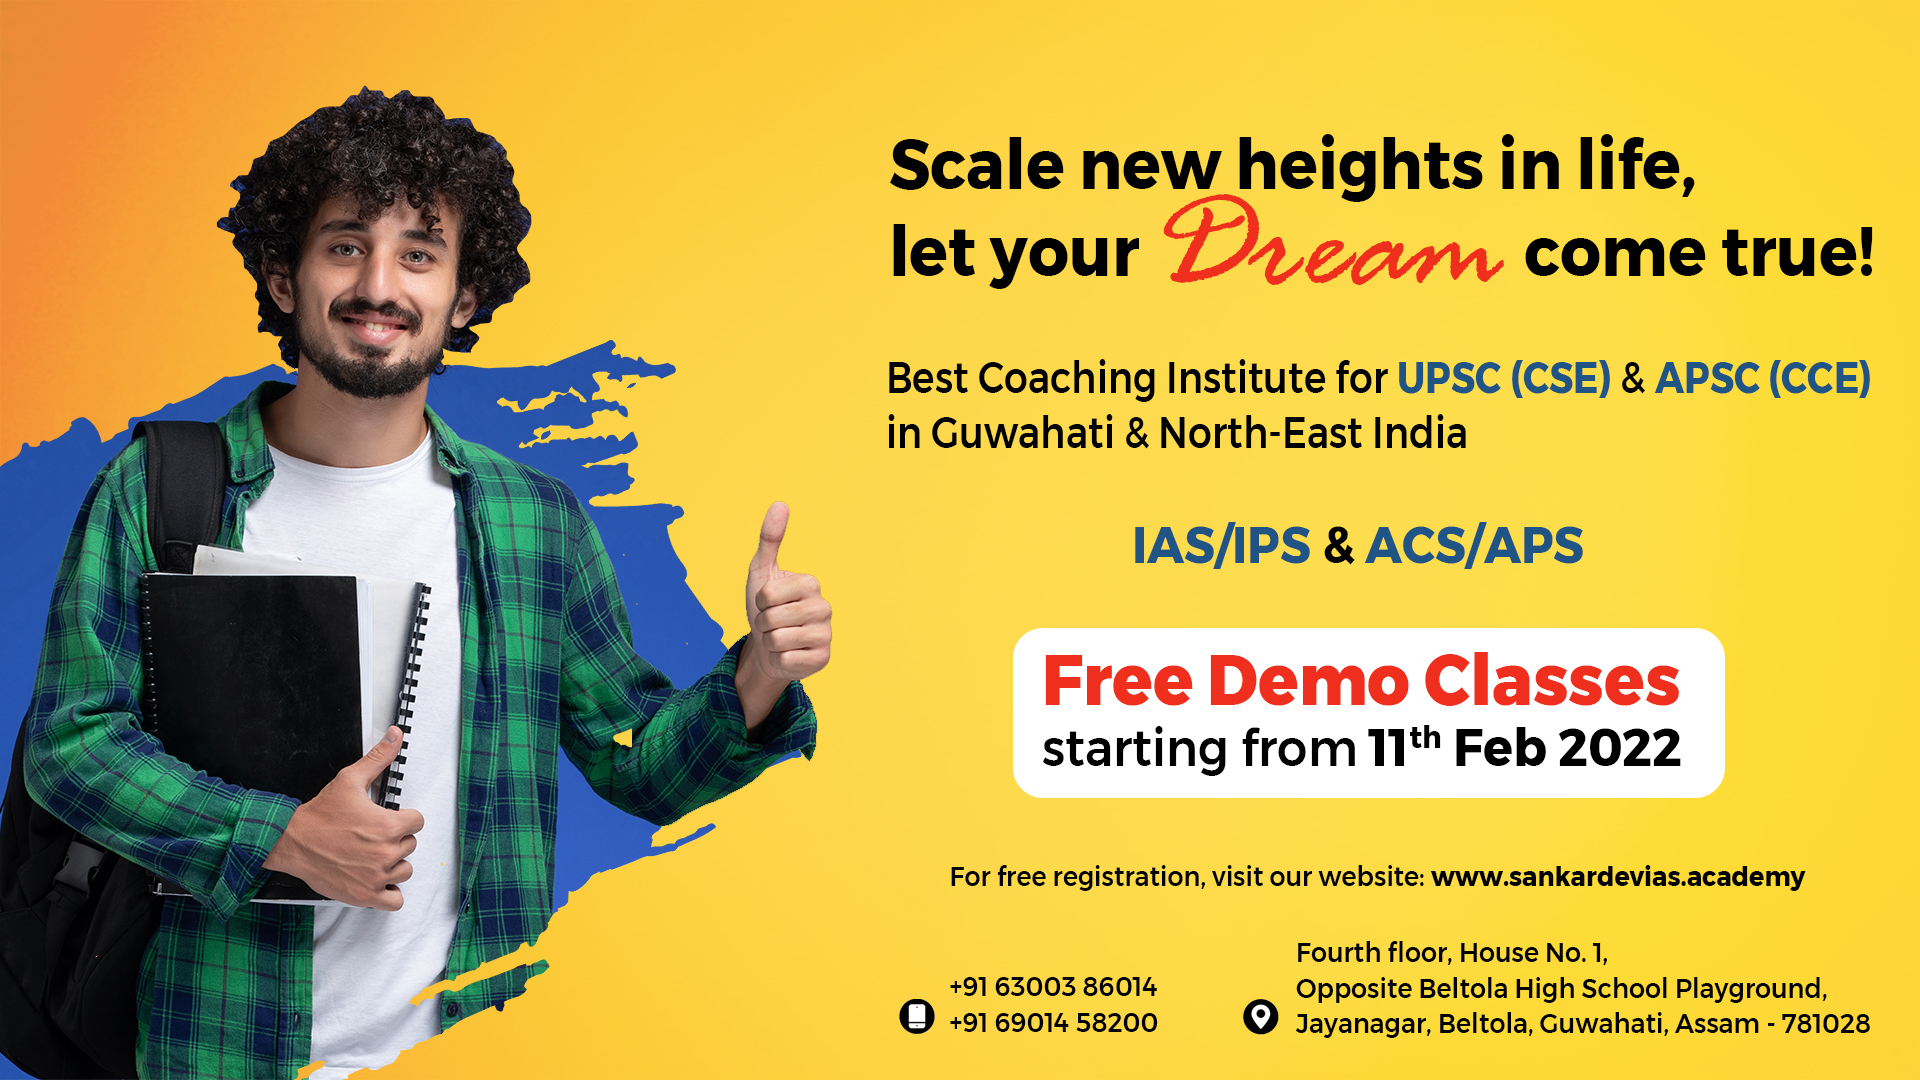 Scale new heights in life,
let your Dream come true!
Best Coaching Institute for UPSC (CSE) & APSC (CCE)
in Guwahati & North-East India
IAS/IPS & ACS/APS
Free Demo Classes
starting from 11th Feb 2022
For free registration, visit our website: www.sankardevias.academy
+91 63003 86014
+91 69014 58200
Fourth floor, House No. 1,
Opposite Beltola High School Playground,
Jayanagar, Beltola, Guwahati, Assam - 781028